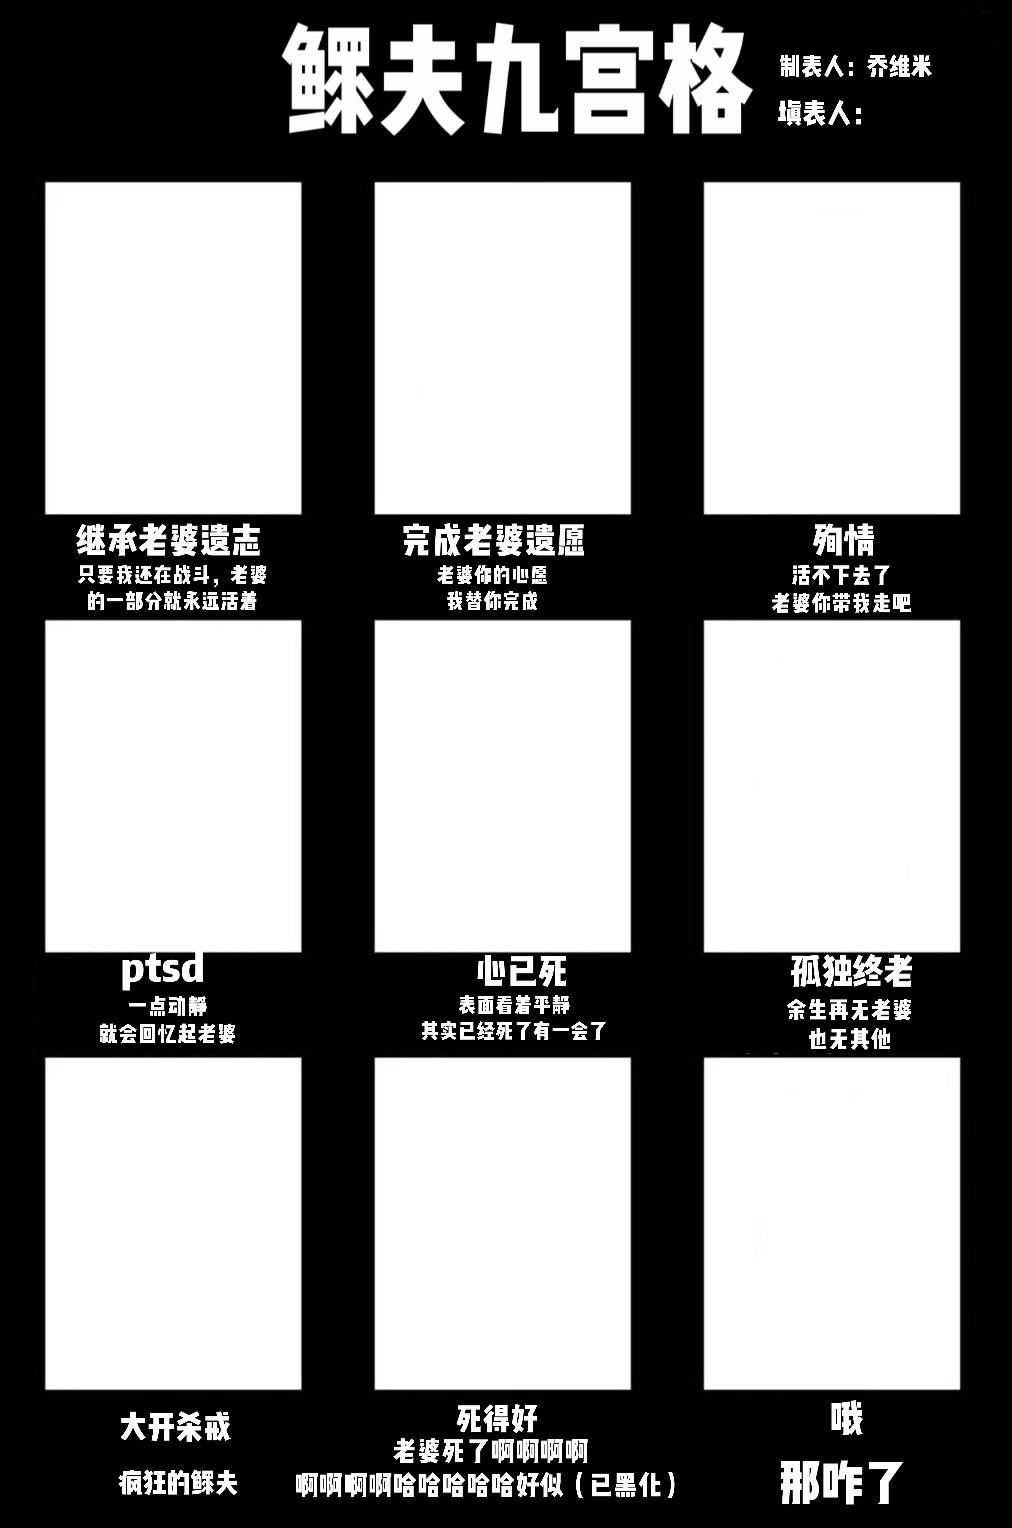 鳏夫九宫格
制表人：乔维米
填表人：
继承老婆遗志
只要我还在战斗，老婆
的一部分就永远活着
完成老婆遗愿
老婆你的心愿
我替你完成
殉情
活不下去了
老婆你带我走吧
ptsd
一点动静
就会回忆起老婆
心已死
表面看着平静
其实已经死了有一会了
孤独终老
余生再无老婆
也无其他
大开杀戒
疯狂的鳏夫
死得好
老婆死了啊啊啊啊
啊啊啊啊哈哈哈哈哈好似（已黑化）
哦
那咋了